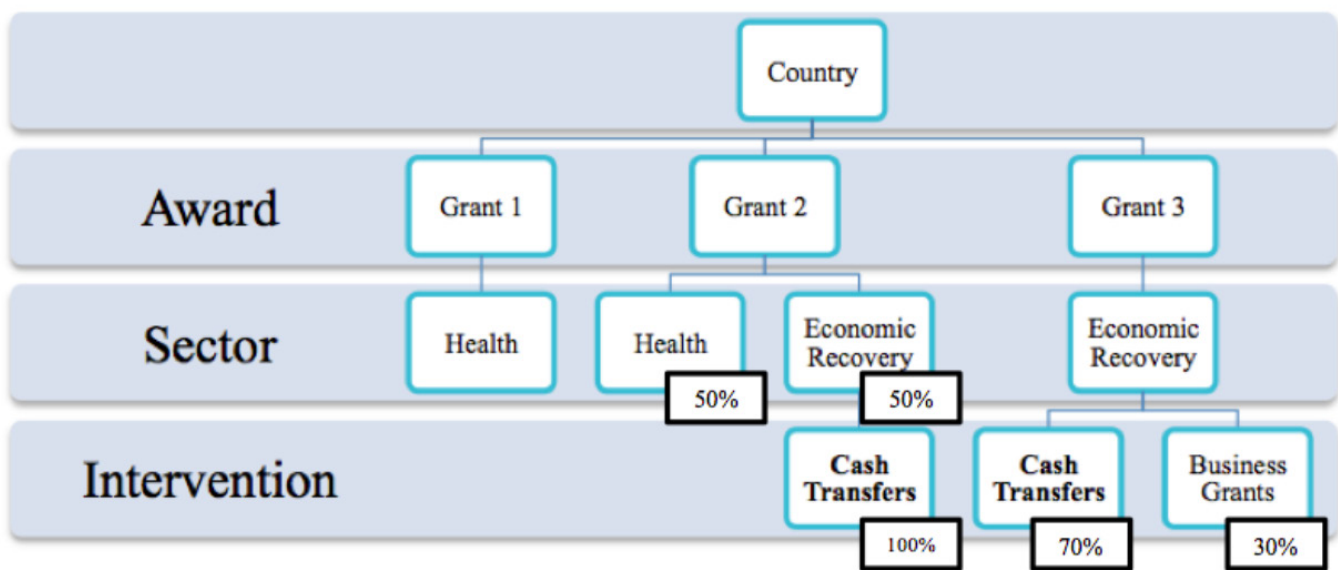 Country
Award
Grant 1
Grant 2
Grant 3
Sector
Health
Health
50%
Economic
Recovery
50%
Economic
Recovery
Intervention
Cash
Transfers
100%
Cash
Transfers
70%
Business
Grants
30%